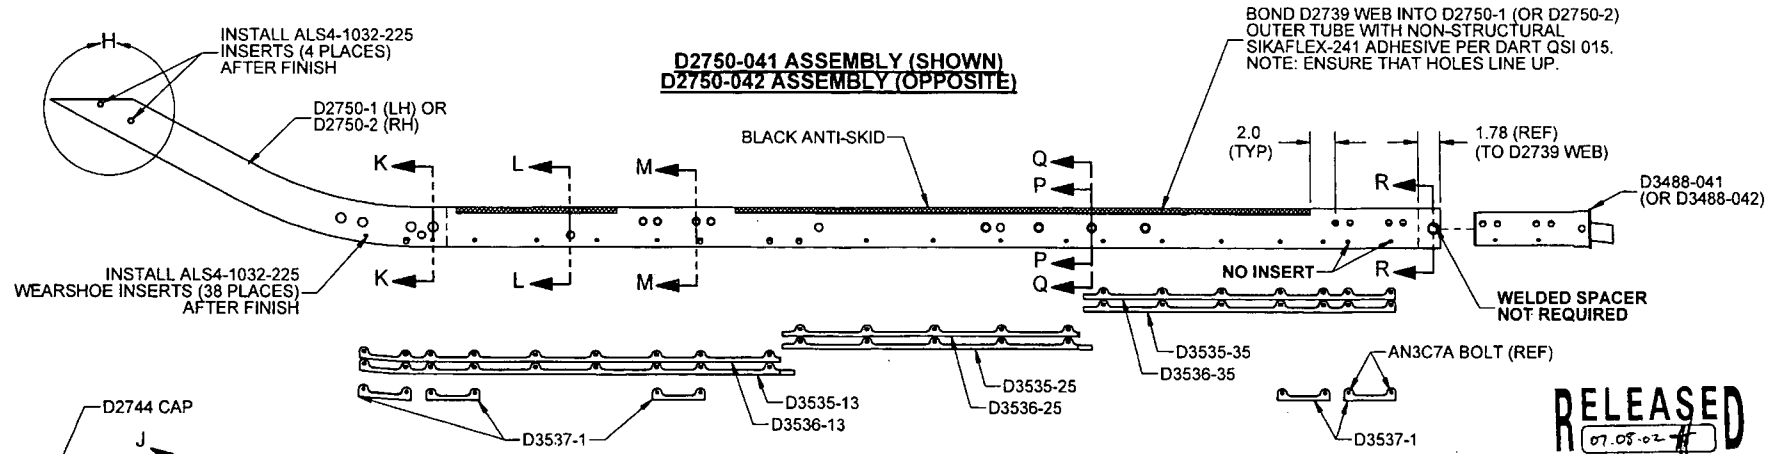 H
INSTALL ALS4-1032-225
INSERTS (4 PLACES)
AFTER FINISH
D2750-041 ASSEMBLY (SHOWN)
D2750-042 ASSEMBLY (OPPOSITE)
BOND D2739 WEB INTO D2750-1 (OR D2750-2)
OUTER TUBE WITH NON-STRUCTURAL
SIKAFLEX-241 ADHESIVE PER DART QSI 015.
NOTE: ENSURE THAT HOLES LINE UP.
D2750-1 (LH) OR
D2750-2 (RH)
BLACK ANTI-SKID
2.0
(TYP)
1.78 (REF)
(TO D2739 WEB)
K
L
M
Q
P
R
D3488-041
(OR D3488-042)
INSTALL ALS4-1032-225
WEARSHOE INSERTS (38 PLACES)
AFTER FINISH
K
L
M
P
Q
NO INSERT
R
WELDED SPACER
NOT REQUIRED
D3535-35
D3536-35
AN3C7A BOLT (REF)
D3535-25
D3536-25
D3535-13
D3536-13
D2744 CAP
J
D3537-1
D3537-1
RELEASED
07.08.02